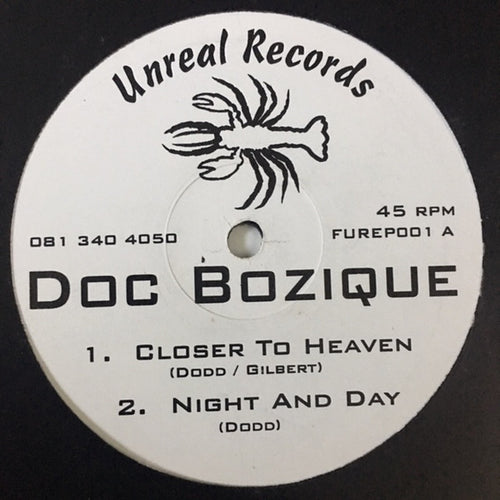 Unreal Records
45 RPM
081 340 4050
FUREP001 A
DOC BOZIQUE
1. CLOSER TO HEAVEN
(DODD / GILBERT)
2. NIGHT AND DAY
(DODD)